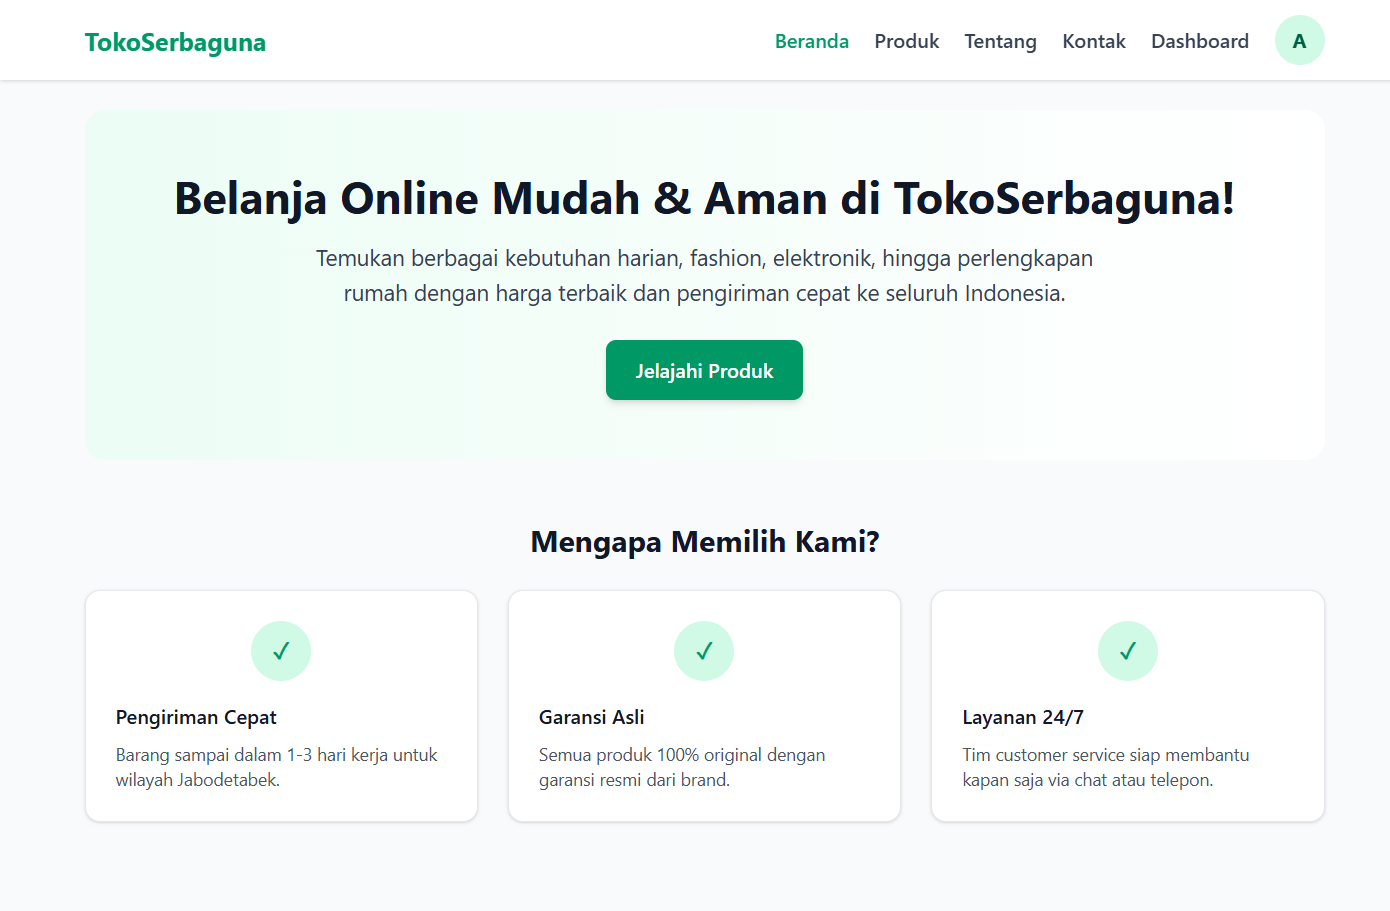 TokoSerbaguna
Beranda Produk Tentang Kontak Dashboard A
Belanja Online Mudah & Aman di TokoSerbaguna!
Temukan berbagai kebutuhan harian, fashion, elektronik, hingga perlengkapan
rumah dengan harga terbaik dan pengiriman cepat ke seluruh Indonesia.
Jelajahi Produk
Mengapa Memilih Kami?
✓
Pengiriman Cepat
Barang sampai dalam 1-3 hari kerja untuk
wilayah Jabodetabek.
✓
Garansi Asli
Semua produk 100% original dengan
garansi resmi dari brand.
✓
Layanan 24/7
Tim customer service siap membantu
kapan saja via chat atau telepon.